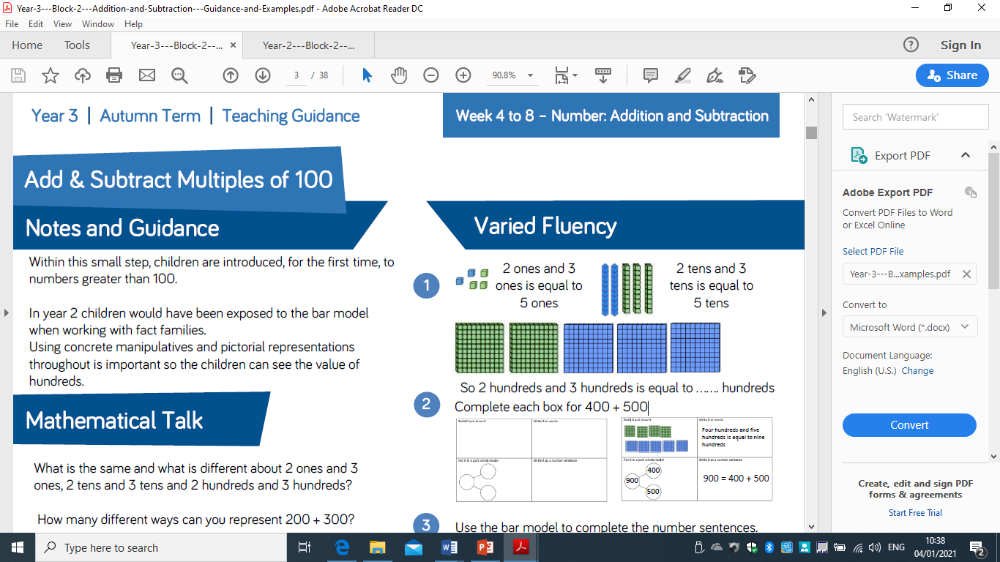 Year-3---Block-2---Addition-and-Subtraction---Guidance-and-Examples.pdf - Adobe Acrobat Reader DC
File Edit View Window Help
Home Tools Year-3---Block-2--... × Year-2---Block-2--... Sign In
3 / 38 90.8% Share
Year 3 | Autumn Term | Teaching Guidance
Week 4 to 8 – Number: Addition and Subtraction
Add & Subtract Multiples of 100
Notes and Guidance
Within this small step, children are introduced, for the first time, to
numbers greater than 100.
In year 2 children would have been exposed to the bar model
when working with fact families.
Using concrete manipulatives and pictorial representations
throughout is important so the children can see the value of
hundreds.
Mathematical Talk
What is the same and what is different about 2 ones and 3
ones, 2 tens and 3 tens and 2 hundreds and 3 hundreds?
How many different ways can you represent 200 + 300?
Varied Fluency
1
2 ones and 3
ones is equal to
5 ones
2 tens and 3
tens is equal to
5 tens
So 2 hundreds and 3 hundreds is equal to ……. hundreds
2
Complete each box for 400 + 500
Build it and draw it
Write it in words
Put it in a part whole model
Write it as a number sentence
Build it and draw it
Write it in words
Four hundreds and five
hundreds is equal to nine
hundreds
Put it in a part whole model
Write it as a number sentence
400
900
500
900 = 400 + 500
3
Use the bar model to complete the number sentences.
Search 'Watermark'
Export PDF
Adobe Export PDF
Convert PDF Files to Word
or Excel Online
Select PDF File
Year-3---B...xamples.pdf
Convert to
Microsoft Word (*.docx)
Document Language:
English (U.S.) Change
Convert
Create, edit and sign PDF
forms & agreements
Start Free Trial
Type here to search
ENG
10:38
04/01/2021
2